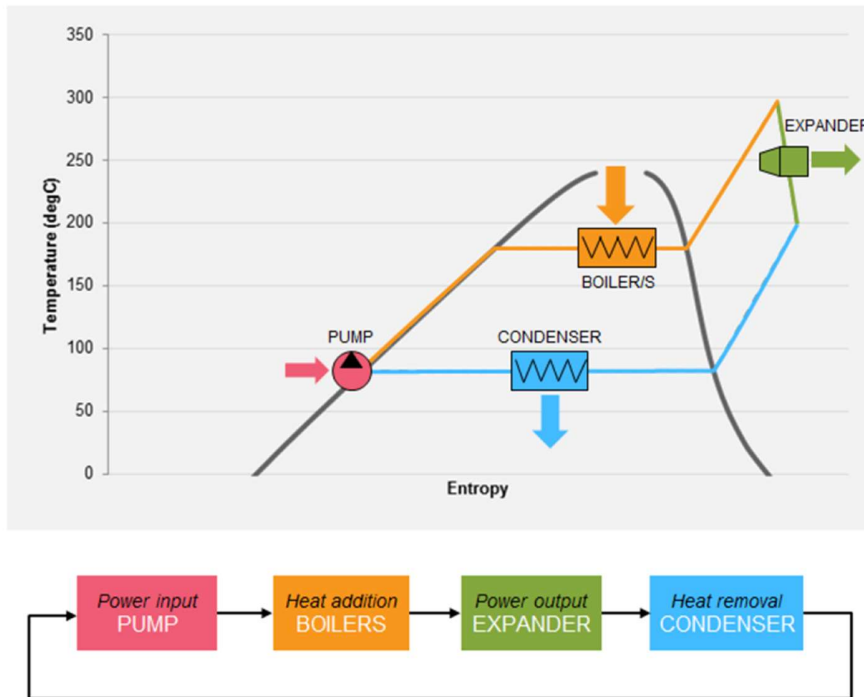 350
300
250
200
150
100
50
0
Temperature (degC)
Entropy
EXPANDER
BOILER/S
PUMP
CONDENSER
Power input
PUMP
Heat addition
BOILERS
Power output
EXPANDER
Heat removal
CONDENSER